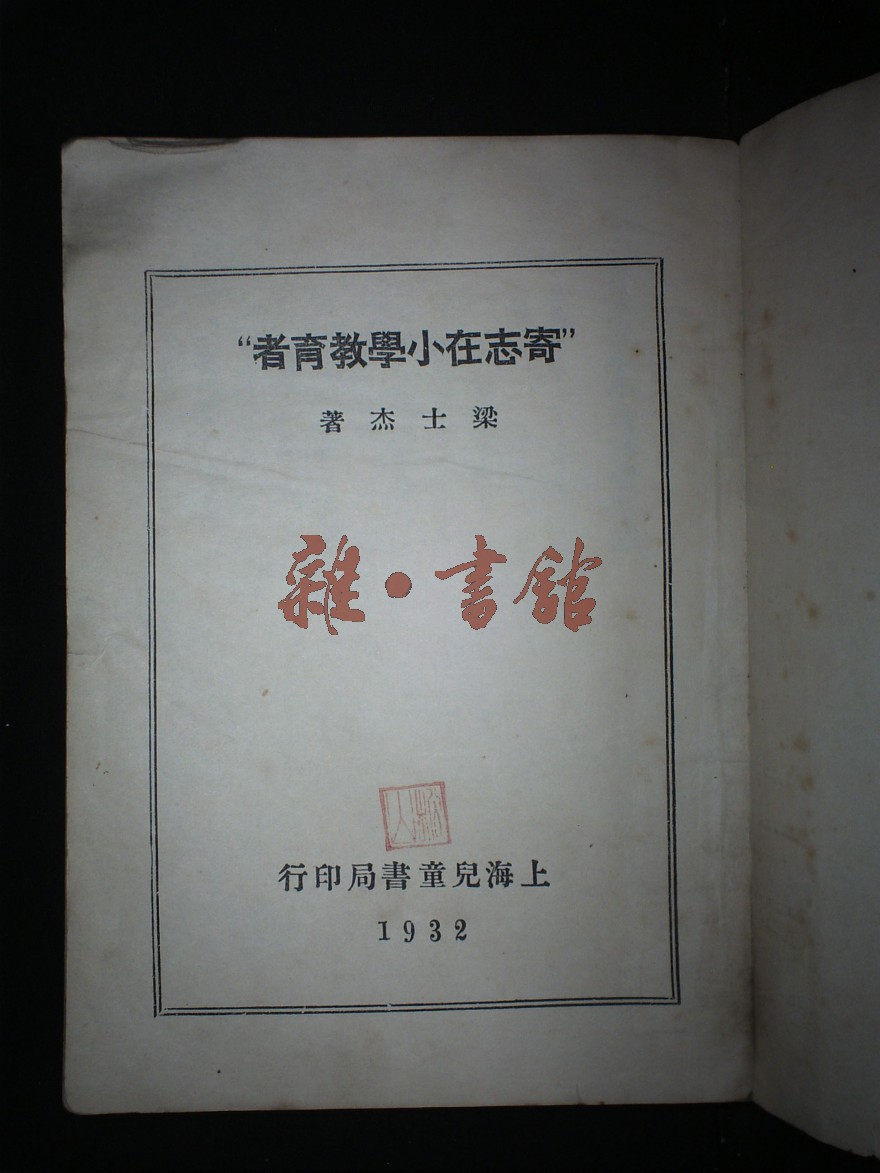 "寄志在小學教育者"
梁士杰著
雜•書館
上海兒童書局印行
1932